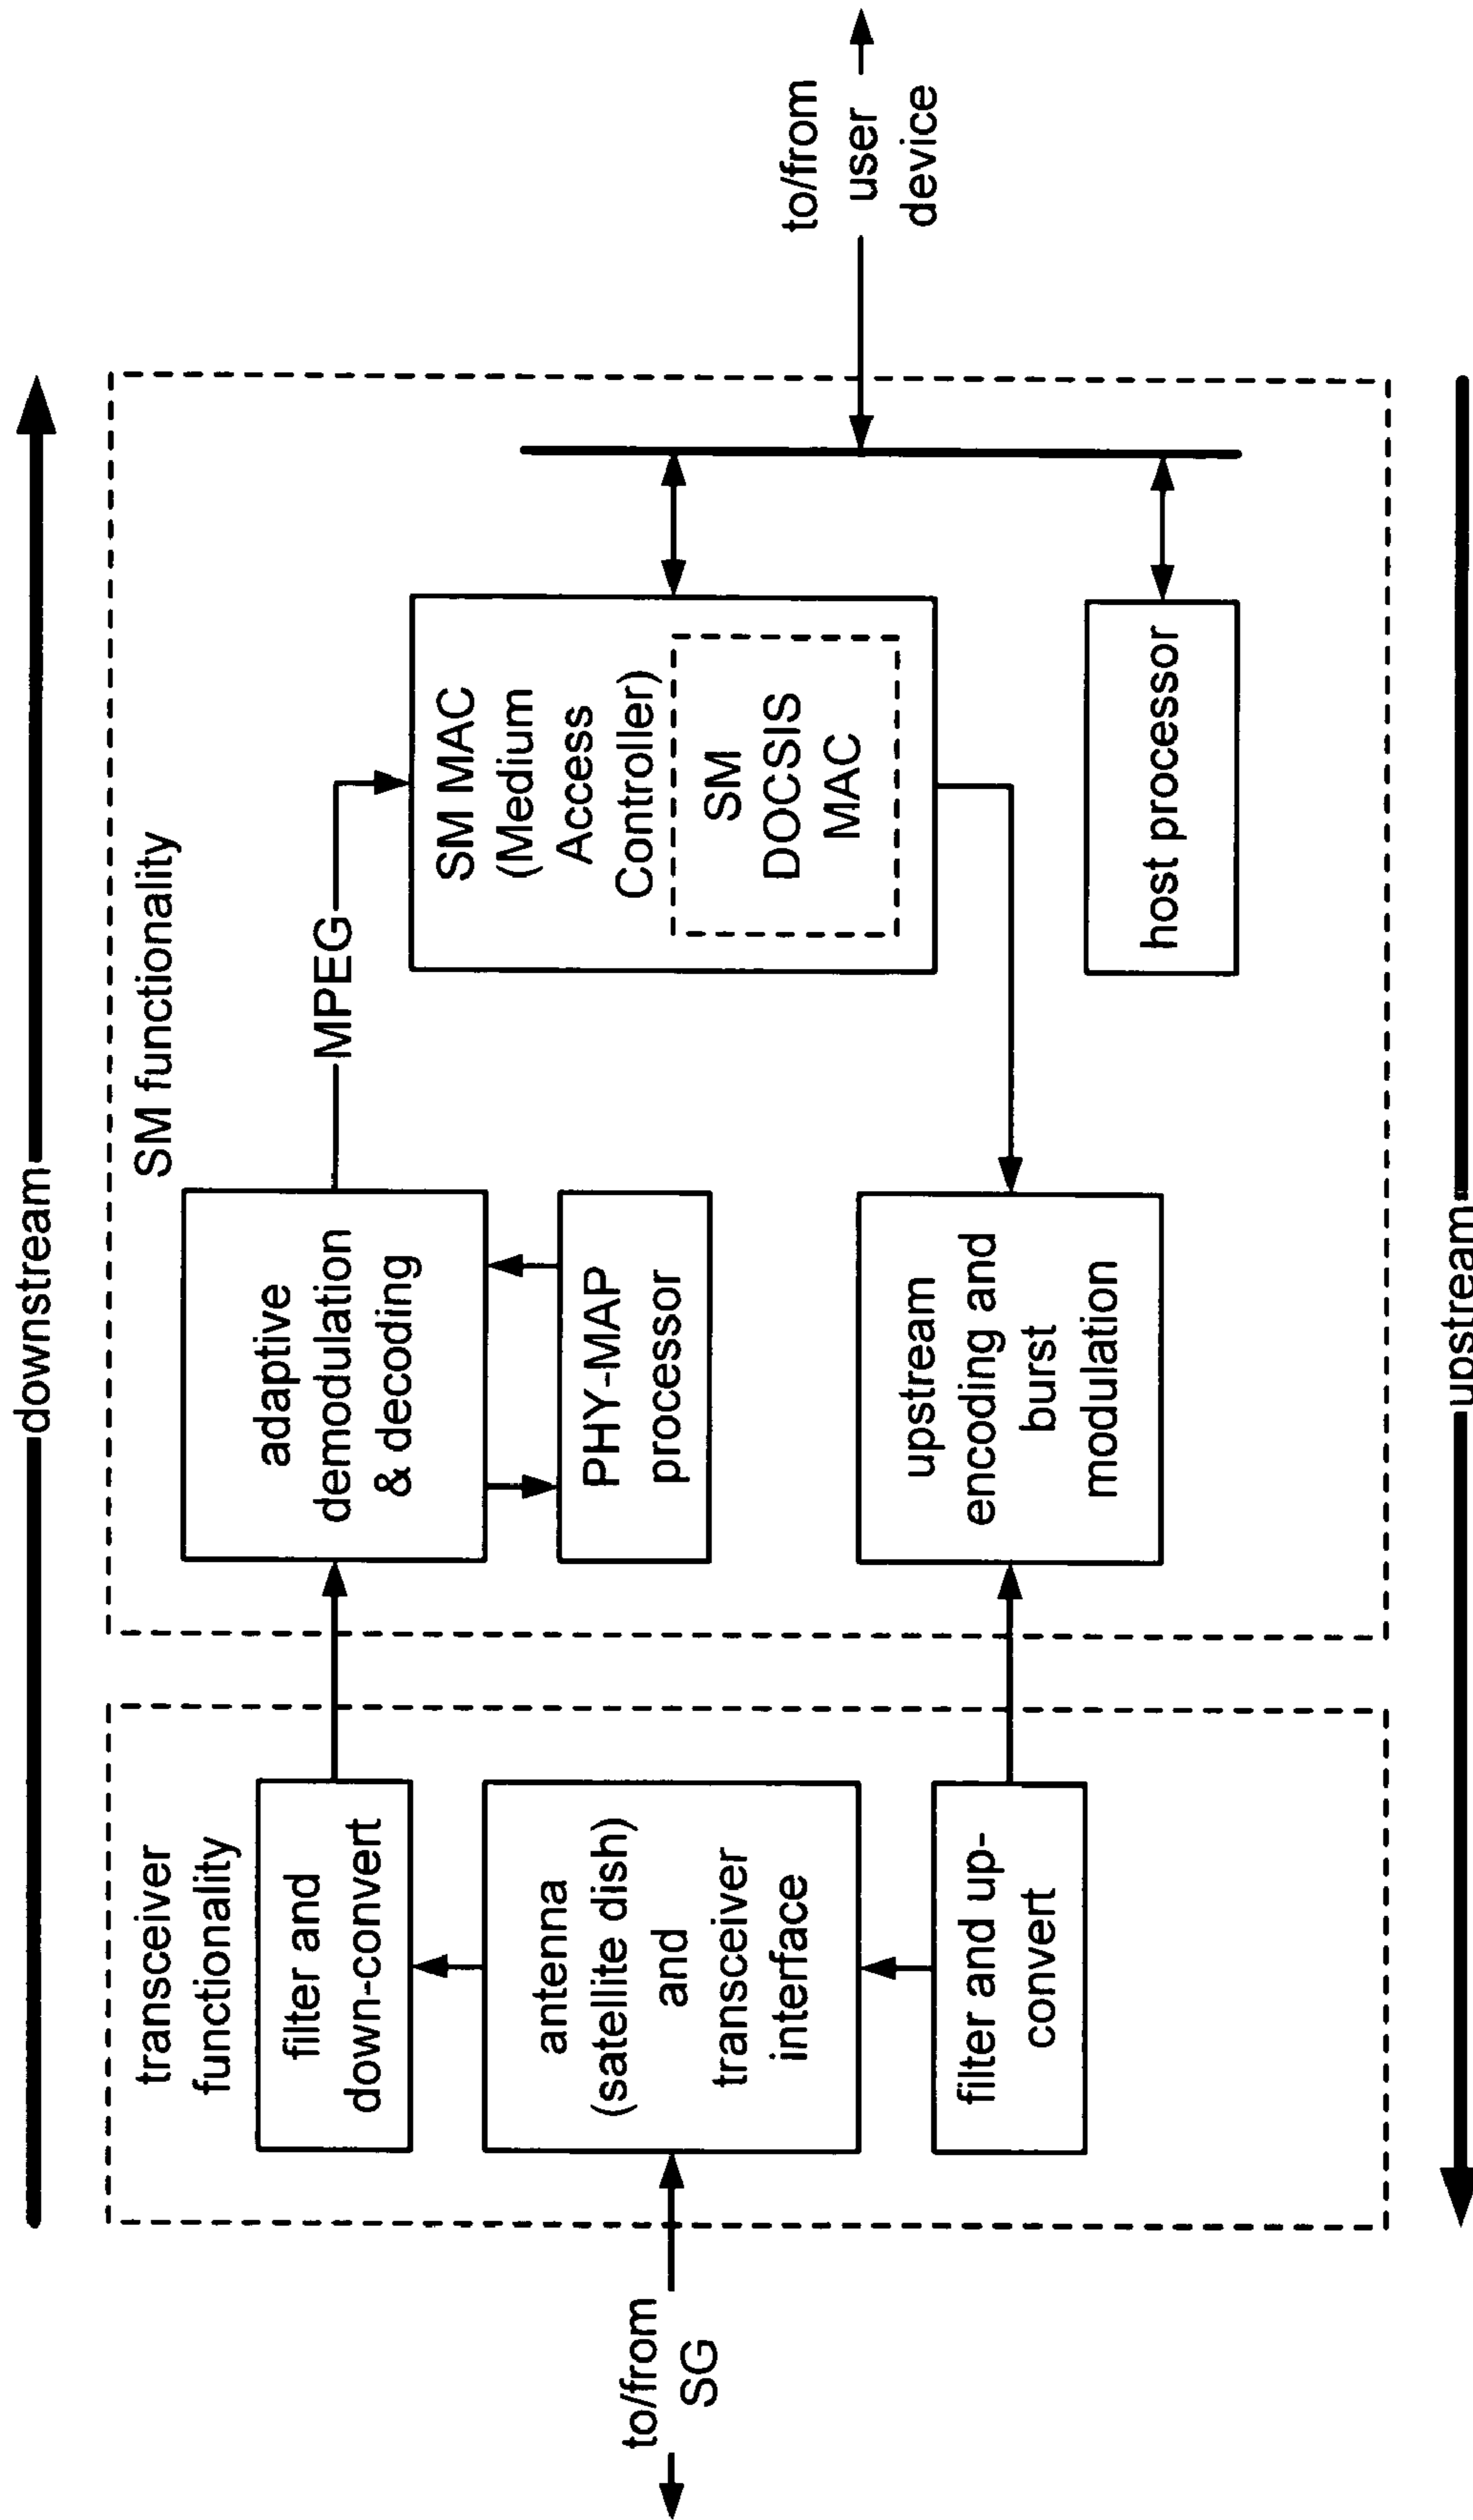 downstream
transceiver
functionality
SM functionality
filter and
down-convert
adaptive
demodulation
& decoding
MPEG
SM MAC
(Medium
Access
Controller)
SM
DOCSIS
MAC
PHY-MAP
processor
to/from
SG
antenna
(satellite dish)
and
transceiver
interface
to/from
user
device
filter and up-
convert
upstream
encoding and
burst
modulation
host processor
upstream